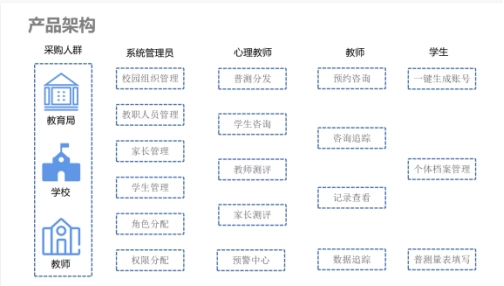 产品架构
采购人群
系统管理员
心理教师
教师
学生
教育局
学校
教师
校园组织管理
教职人员管理
家长管理
学生管理
角色分配
权限分配
普测分发
学生咨询
教师测评
家长测评
预警中心
预约咨询
咨询追踪
记录查看
数据追踪
一键生成账号
个体档案管理
普测量表填写